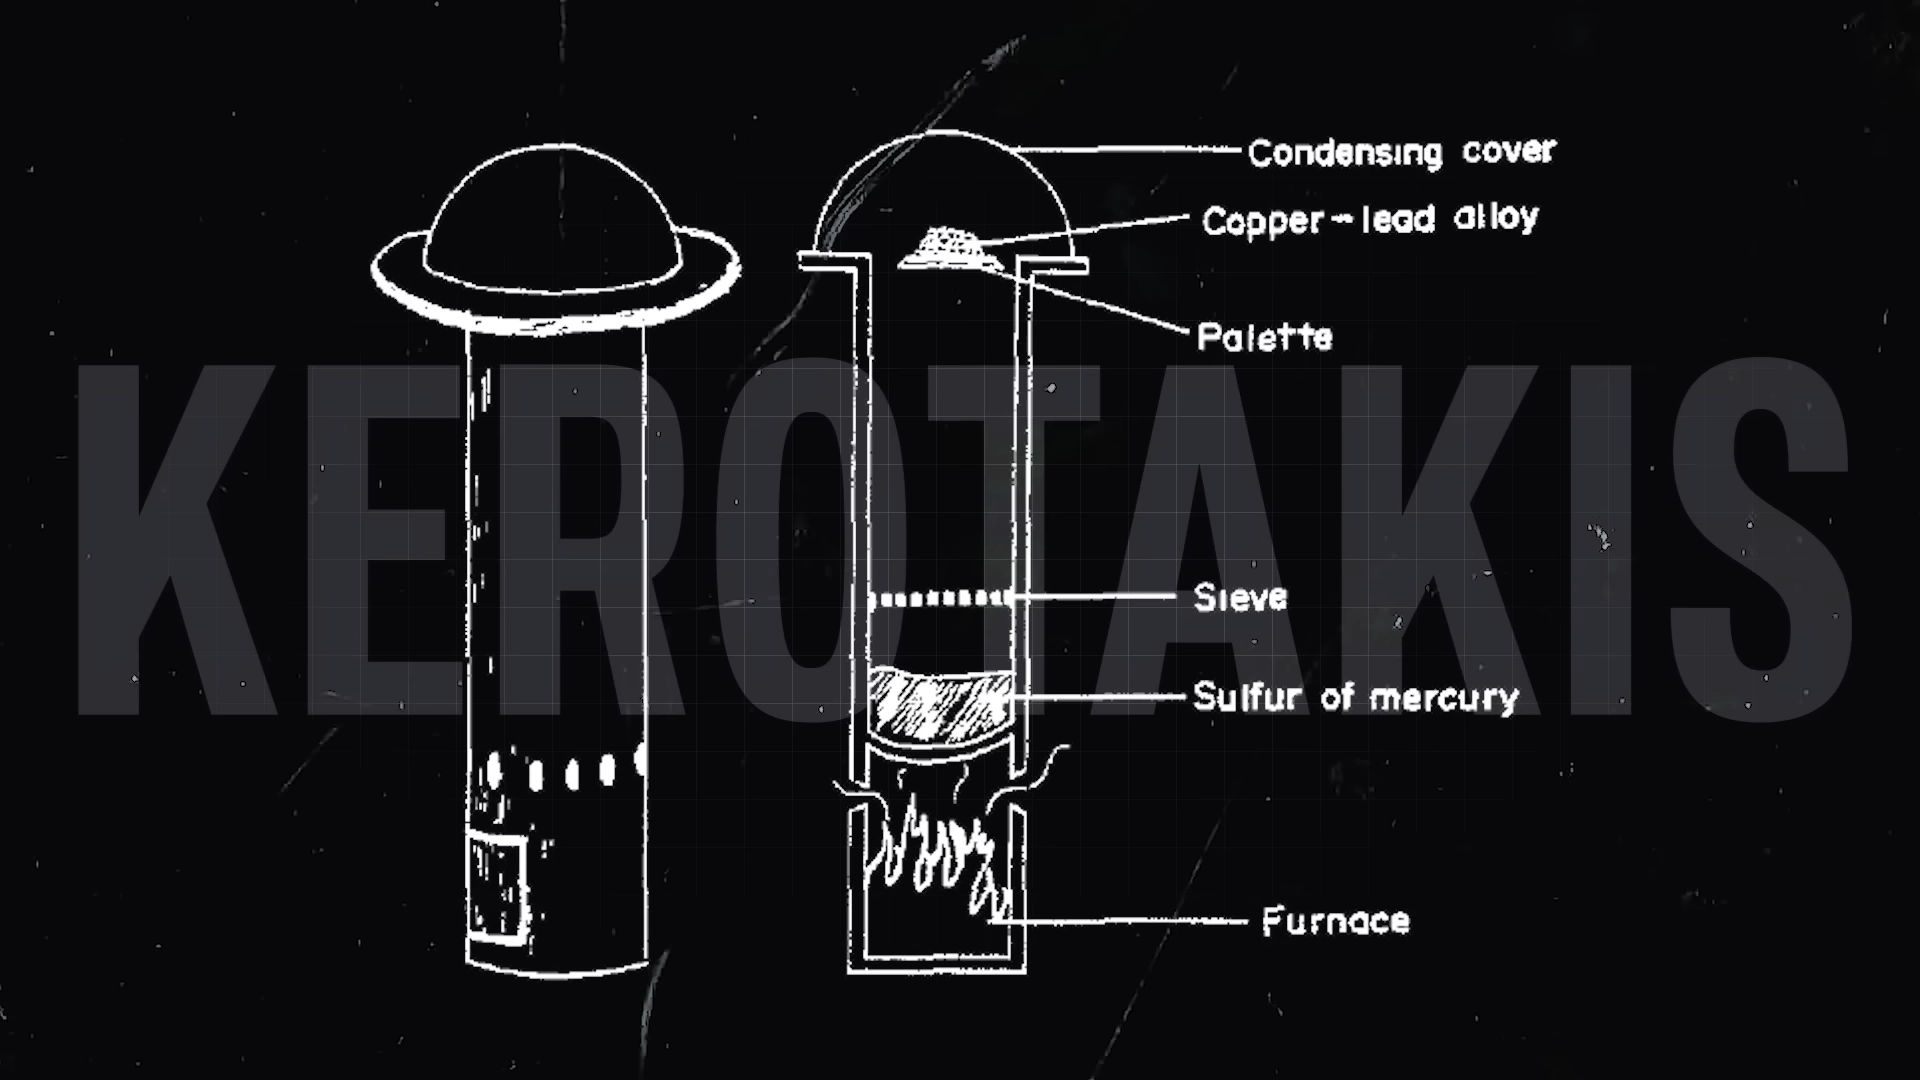 Condensing cover
Copper-lead alloy
Palette
KEROTAKIS
Sieve
Sulfur of mercury
Furnace